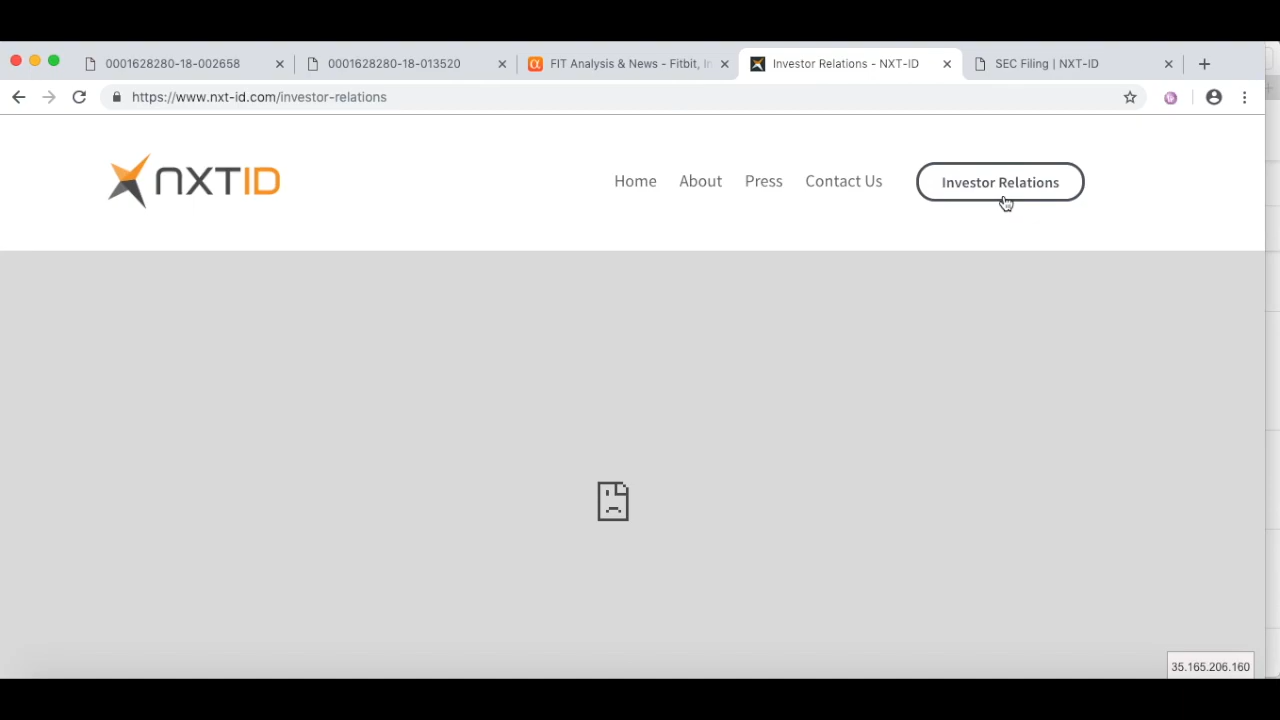 0001628280-18-002658
0001628280-18-013520
FIT Analysis & News - Fitbit, In
Investor Relations - NXT-ID
SEC Filing | NXT-ID
https://www.nxt-id.com/investor-relations
NXTID
Home
About
Press
Contact Us
Investor Relations
35.165.206.160